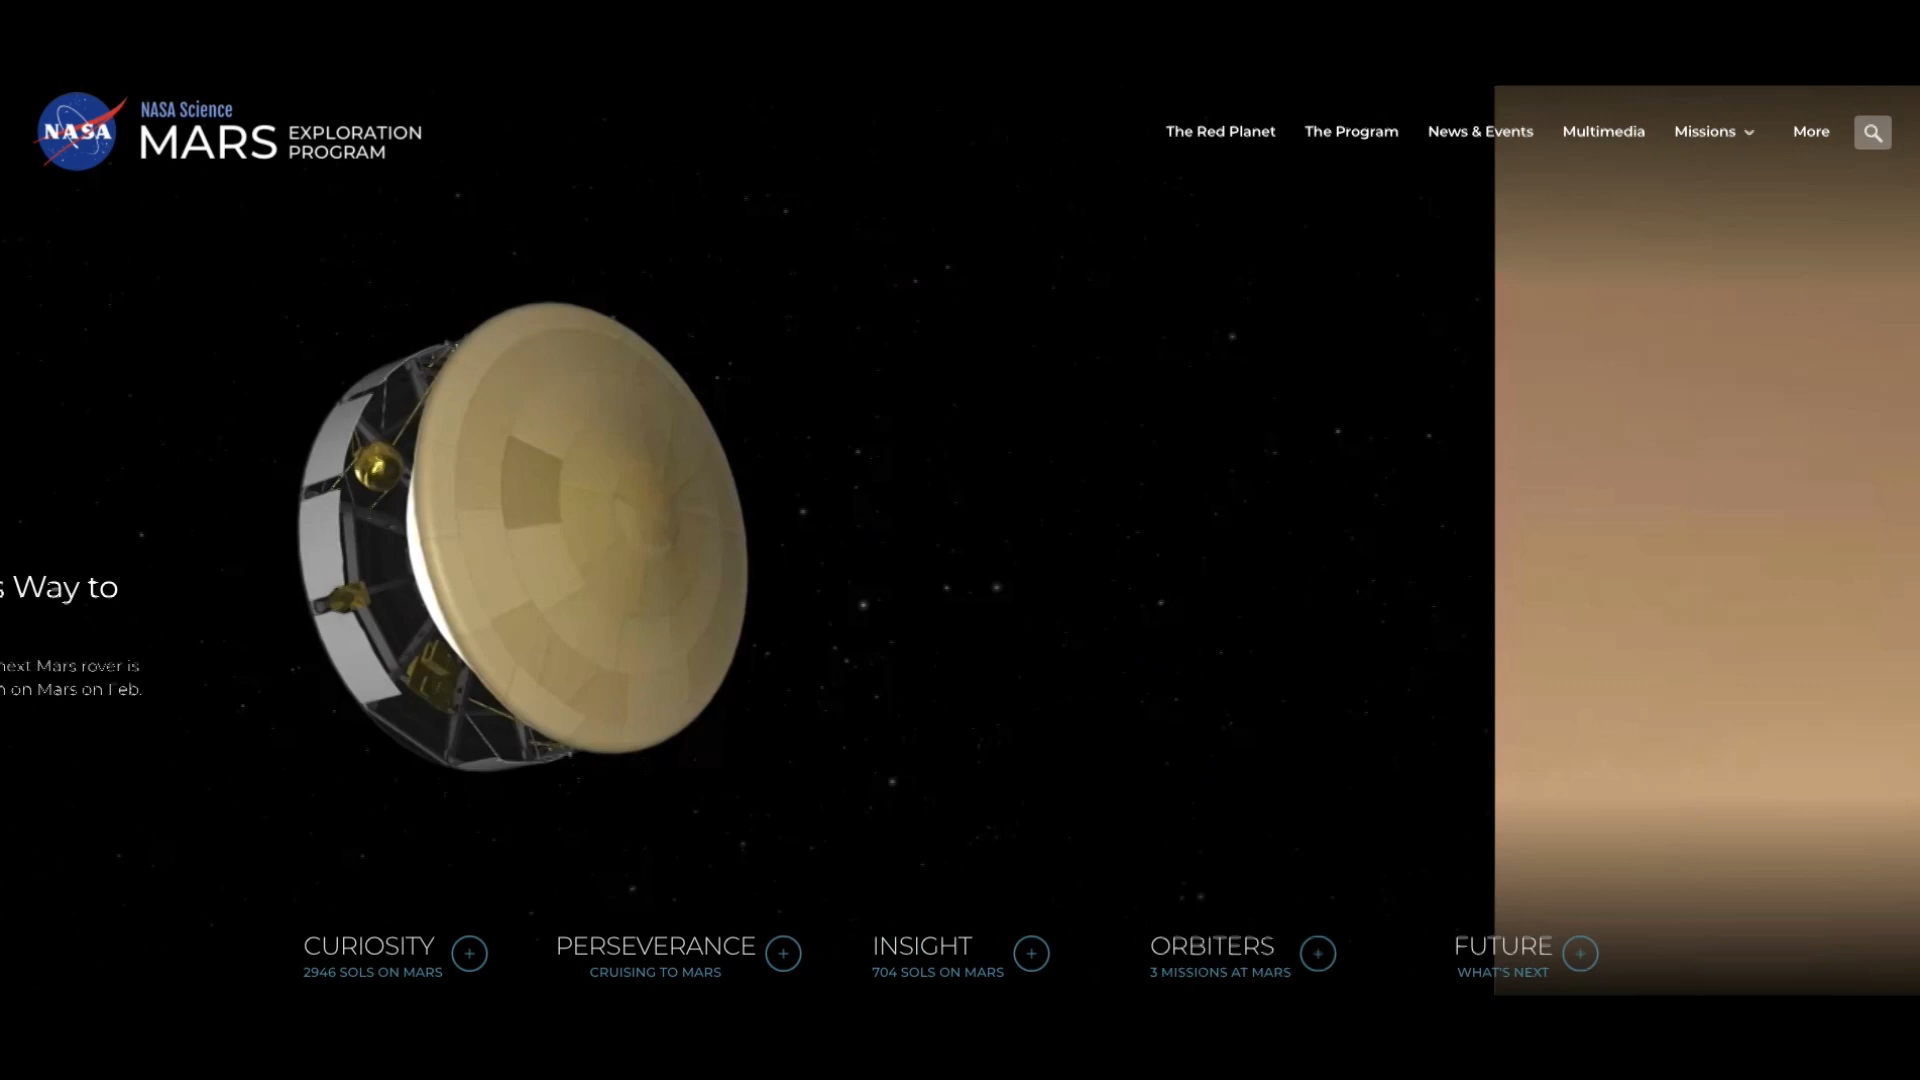 NASA
NASA Science
MARS EXPLORATION PROGRAM
The Red Planet The Program News & Events Multimedia Missions More
s Way to
next Mars rover is
n on Mars on Feb.
CURIOSITY PERSEVERANCE INSIGHT ORBITERS FUTURE
2946 SOLS ON MARS CRUISING TO MARS 704 SOLS ON MARS 3 MISSIONS AT MARS WHAT'S NEXT